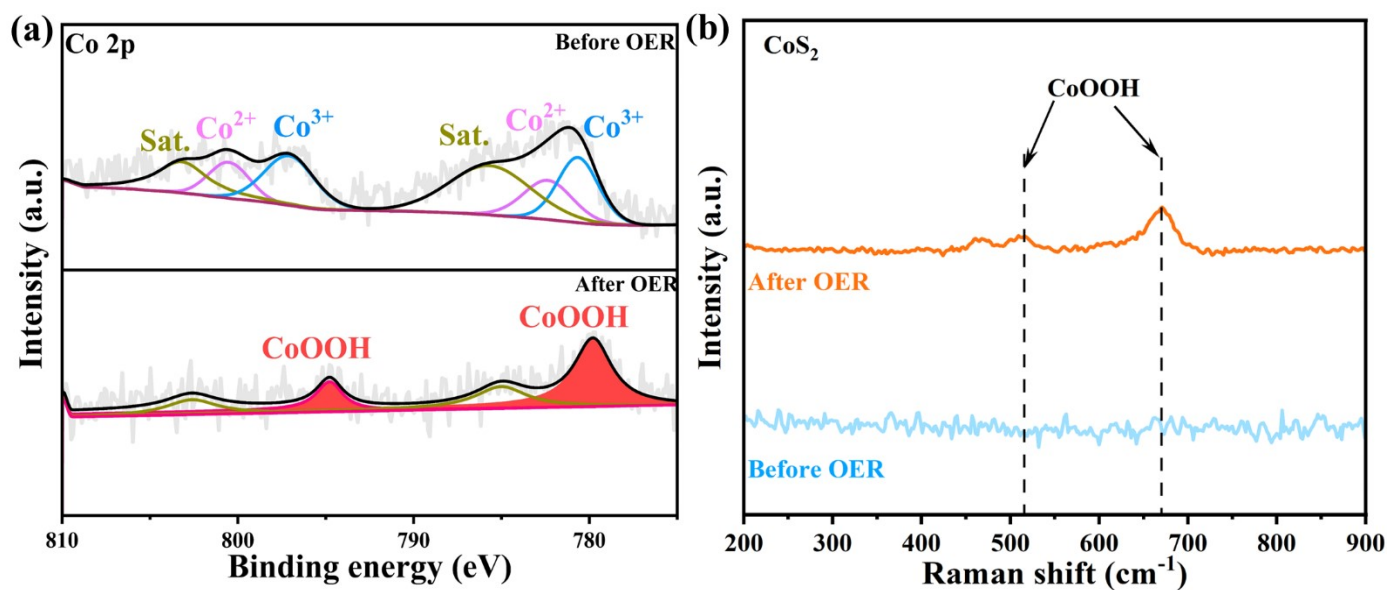 (a)
Co 2p
Before OER
Sat.
Co2+
Co3+
Sat.
Co2+
Co3+
After OER
CoOOH
CoOOH
Intensity (a.u.)
810
800
790
780
Binding energy (eV)
(b)
CoS2
CoOOH
After OER
Before OER
Intensity (a.u.)
200
300
400
500
600
700
800
900
Raman shift (cm-1)